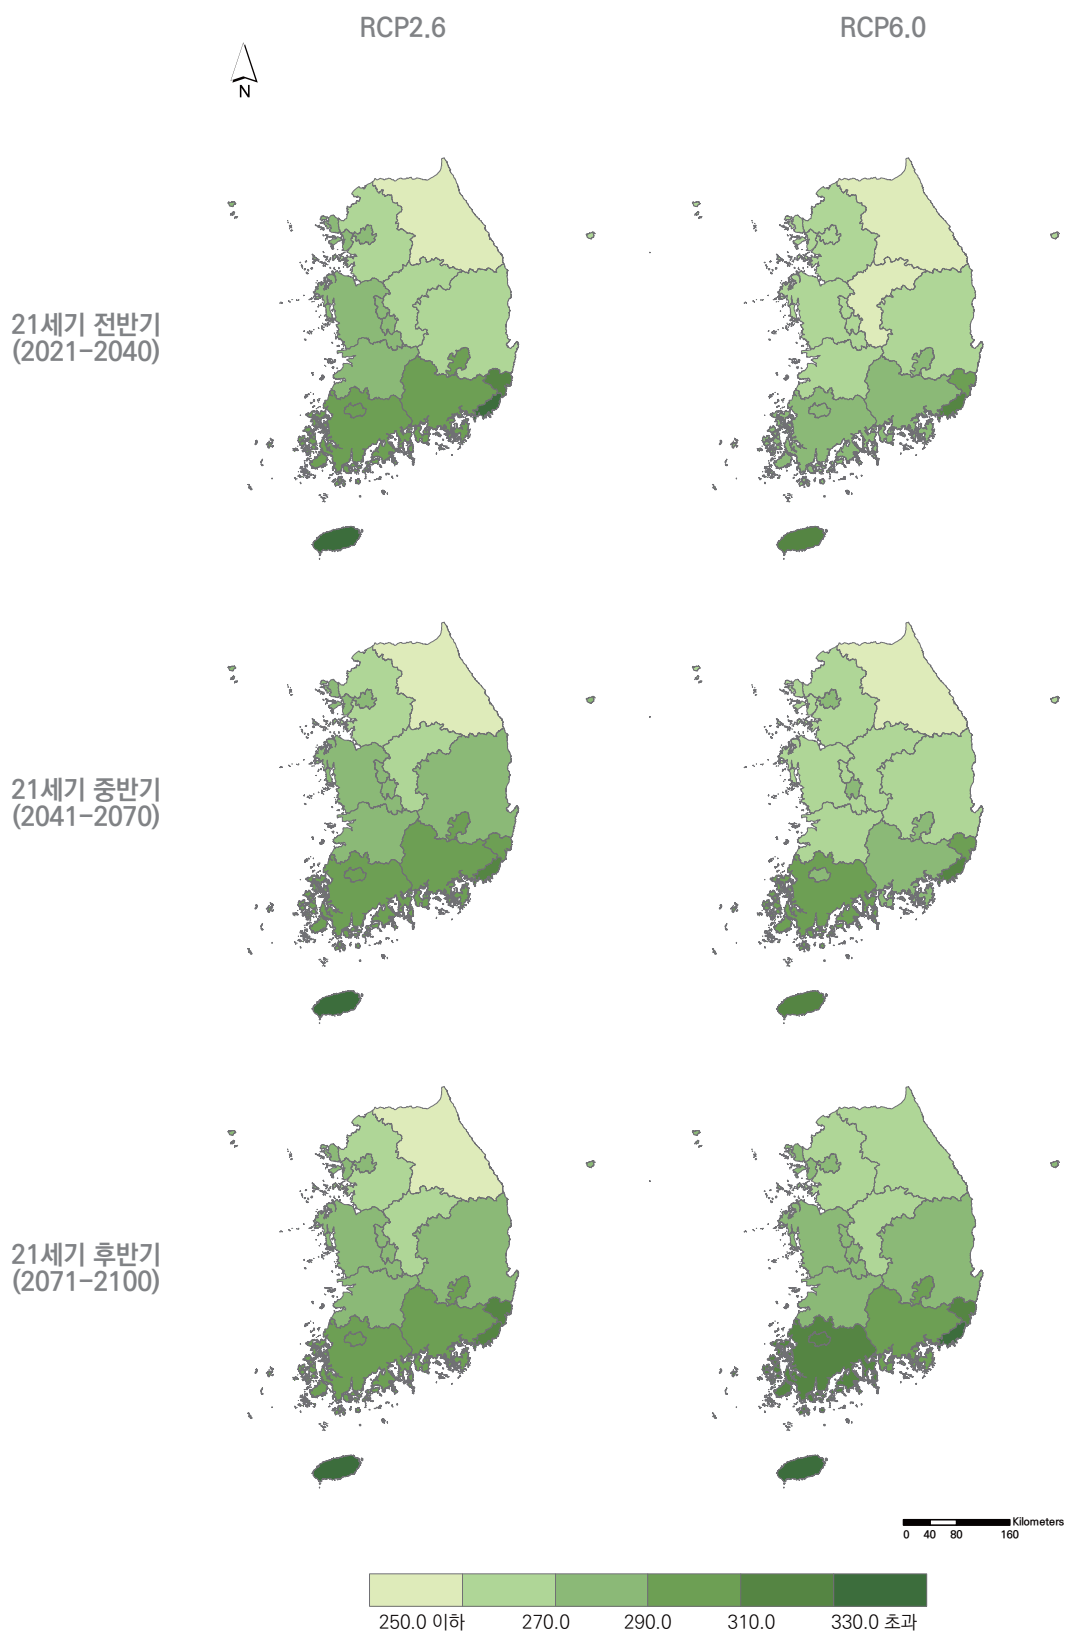 RCP2.6
RCP6.0
N
21세기 전반기
(2021-2040)
21세기 중반기
(2041-2070)
21세기 후반기
(2071-2100)
Kilometers
0 40 80 160
250.0 이하 270.0 290.0 310.0 330.0 초과